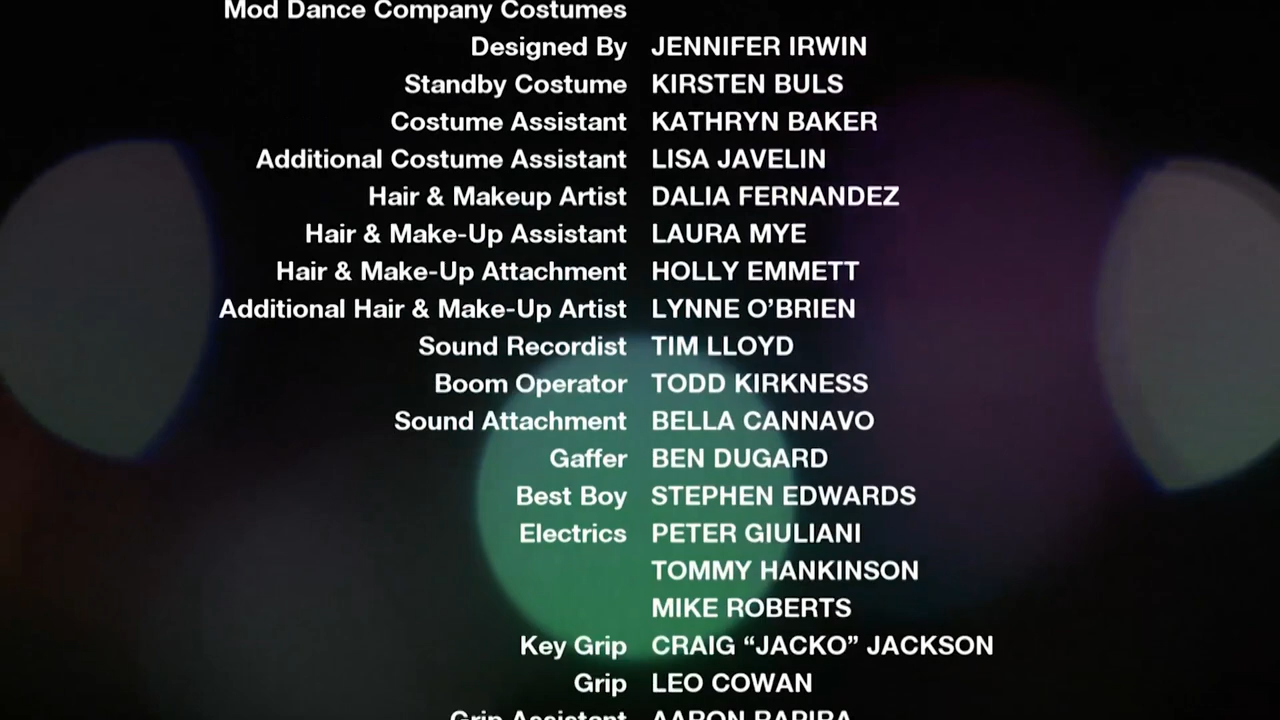 Mod Dance Company Costumes
Designed By JENNIFER IRWIN
Standby Costume KIRSTEN BULS
Costume Assistant KATHRYN BAKER
Additional Costume Assistant LISA JAVELIN
Hair & Makeup Artist DALIA FERNANDEZ
Hair & Make-Up Assistant LAURA MYE
Hair & Make-Up Attachment HOLLY EMMETT
Additional Hair & Make-Up Artist LYNNE O’BRIEN
Sound Recordist TIM LLOYD
Boom Operator TODD KIRKNESS
Sound Attachment BELLA CANNAVO
Gaffer BEN DUGARD
Best Boy STEPHEN EDWARDS
Electrics PETER GIULIANI
TOMMY HANKINSON
MIKE ROBERTS
Key Grip CRAIG “JACKO” JACKSON
Grip LEO COWAN
Grip Assistant AARON